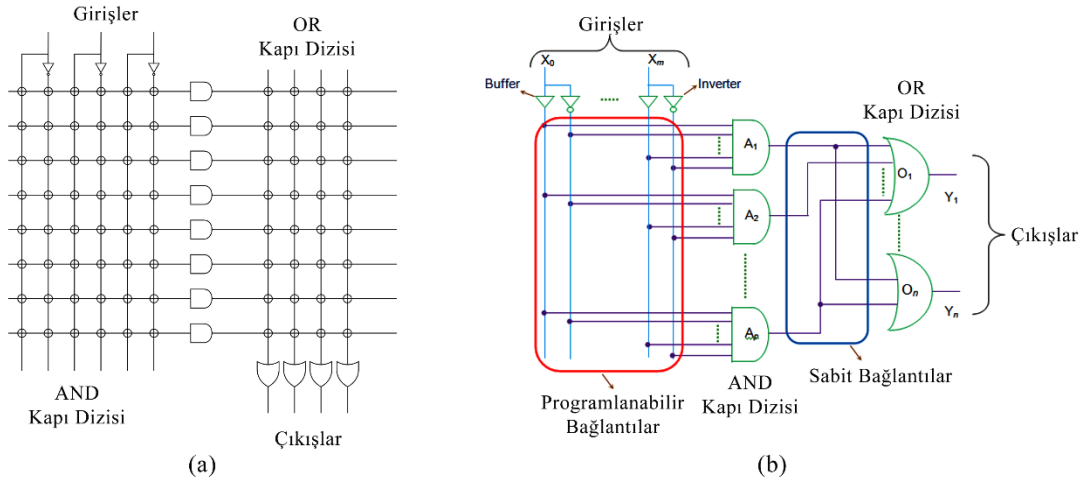 Girişler
OR
Kapı Dizisi
AND
Kapı Dizisi
Çıkışlar
(a)
Girişler
X0
Xm
Buffer
Inverter
OR
Kapı Dizisi
A1
O1
Y1
A2
Çıkışlar
On
Yn
Sabit Bağlantılar
AND
Kapı Dizisi
Programlanabilir
Bağlantılar
(b)